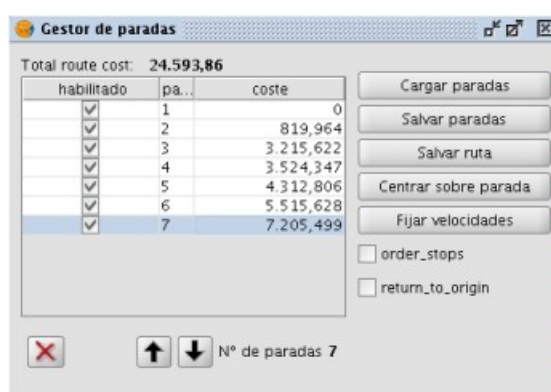 Gestor de paradas
Total route cost: 24.593,86
habilitado pa... coste
1 0
2 819,964
3 3.215,622
4 3.524,347
5 4.312,806
6 5.515,628
7 7.205,499
Cargar paradas
Salvar paradas
Salvar ruta
Centrar sobre parada
Fijar velocidades
order_stops
return_to_origin
Nº de paradas 7